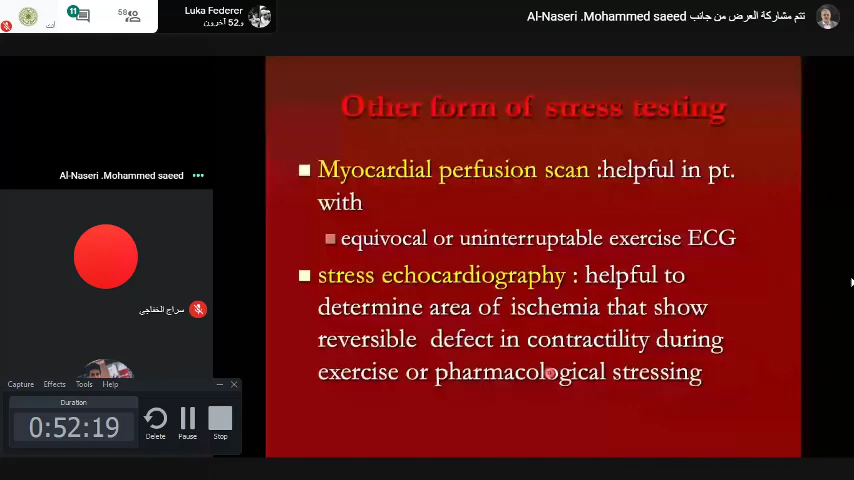 Luka Federer
و52 آخرون
11
58
أنت
تتم مشاركة العرض من جانب Al-Naseri .Mohammed saeed
Other form of stress testing
Myocardial perfusion scan :helpful in pt.
with
equivocal or uninterruptable exercise ECG
stress echocardiography : helpful to
determine area of ischemia that show
reversible defect in contractility during
exercise or pharmacological stressing
Al-Naseri .Mohammed saeed
سراج الخفاجي
Capture Effects Tools Help
Duration
0:52:19
Delete
Pause
Stop